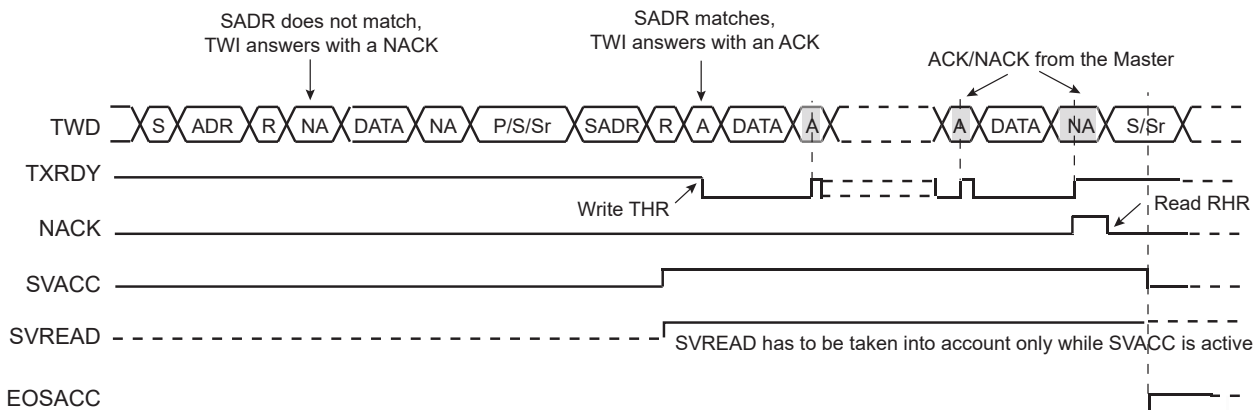 SADR does not match,
TWI answers with a NACK
SADR matches,
TWI answers with an ACK
ACK/NACK from the Master
TWD S ADR R NA DATA NA P/S/Sr SADR R A DATA A A DATA NA S/Sr
TXRDY
Write THR
Read RHR
NACK
SVACC
SVREAD
SVREAD has to be taken into account only while SVACC is active
EOSACC